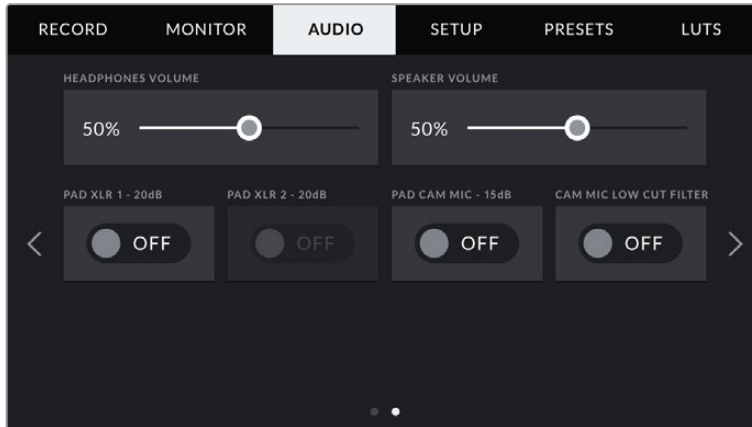 RECORD MONITOR AUDIO SETUP PRESETS LUTS
HEADPHONES VOLUME SPEAKER VOLUME
50% 50%
PAD XLR 1 - 20dB PAD XLR 2 - 20dB PAD CAM MIC - 15dB CAM MIC LOW CUT FILTER
OFF OFF OFF OFF